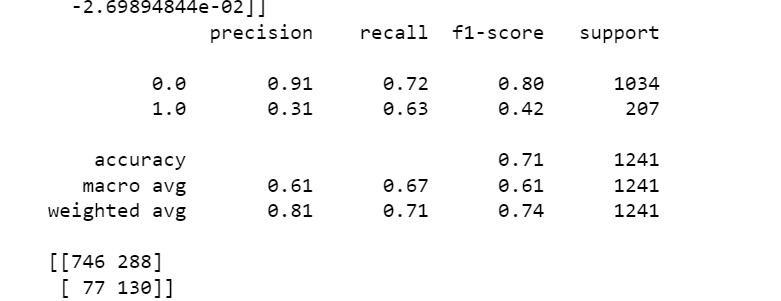 -2.69894844e-02]]
precision recall f1-score support
0.0 0.91 0.72 0.80 1034
1.0 0.31 0.63 0.42 207
accuracy 0.71 1241
macro avg 0.61 0.67 0.61 1241
weighted avg 0.81 0.71 0.74 1241
[[746 288]
[ 77 130]]